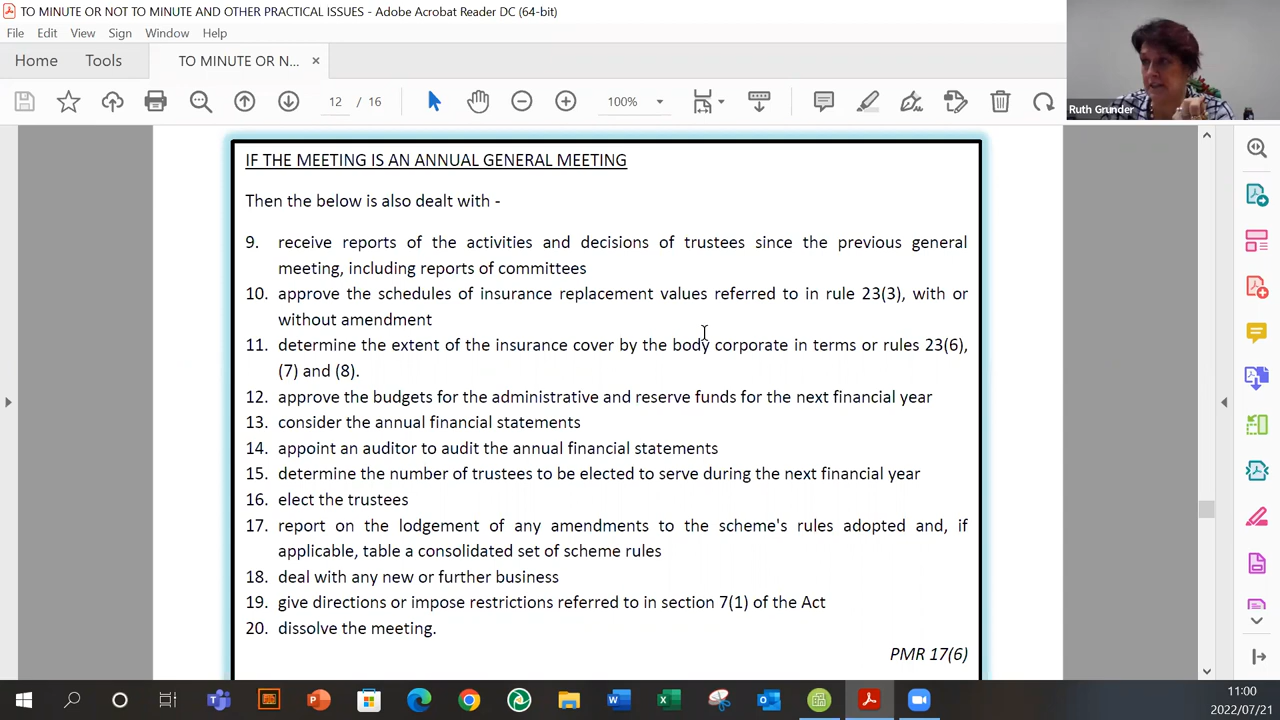 TO MINUTE OR NOT TO MINUTE AND OTHER PRACTICAL ISSUES - Adobe Acrobat Reader DC (64-bit)
File Edit View Sign Window Help
Home Tools TO MINUTE OR N... ×
12 / 16 100%
Ruth Grunder
IF THE MEETING IS AN ANNUAL GENERAL MEETING
Then the below is also dealt with -
9. receive reports of the activities and decisions of trustees since the previous general
meeting, including reports of committees
10. approve the schedules of insurance replacement values referred to in rule 23(3), with or
without amendment
11. determine the extent of the insurance cover by the body corporate in terms or rules 23(6),
(7) and (8).
12. approve the budgets for the administrative and reserve funds for the next financial year
13. consider the annual financial statements
14. appoint an auditor to audit the annual financial statements
15. determine the number of trustees to be elected to serve during the next financial year
16. elect the trustees
17. report on the lodgement of any amendments to the scheme's rules adopted and, if
applicable, table a consolidated set of scheme rules
18. deal with any new or further business
19. give directions or impose restrictions referred to in section 7(1) of the Act
20. dissolve the meeting.
PMR 17(6)
11:00
2022/07/21